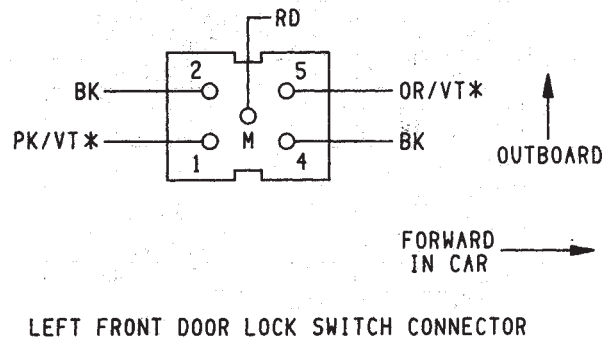 RD
2 5
BK OR/VT*
M
PK/VT* BK
1 4
OUTBOARD
FORWARD
IN CAR
LEFT FRONT DOOR LOCK SWITCH CONNECTOR